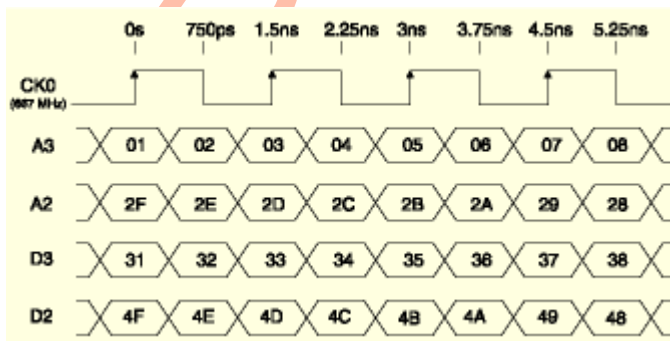 0s 750ps 1.5ns 2.25ns 3ns 3.75ns 4.5ns 5.25ns
CK0
(667 MHz)
A3 01 02 03 04 05 06 07 08
A2 2F 2E 2D 2C 2B 2A 29 28
D3 31 32 33 34 35 36 37 38
D2 4F 4E 4D 4C 4B 4A 49 48